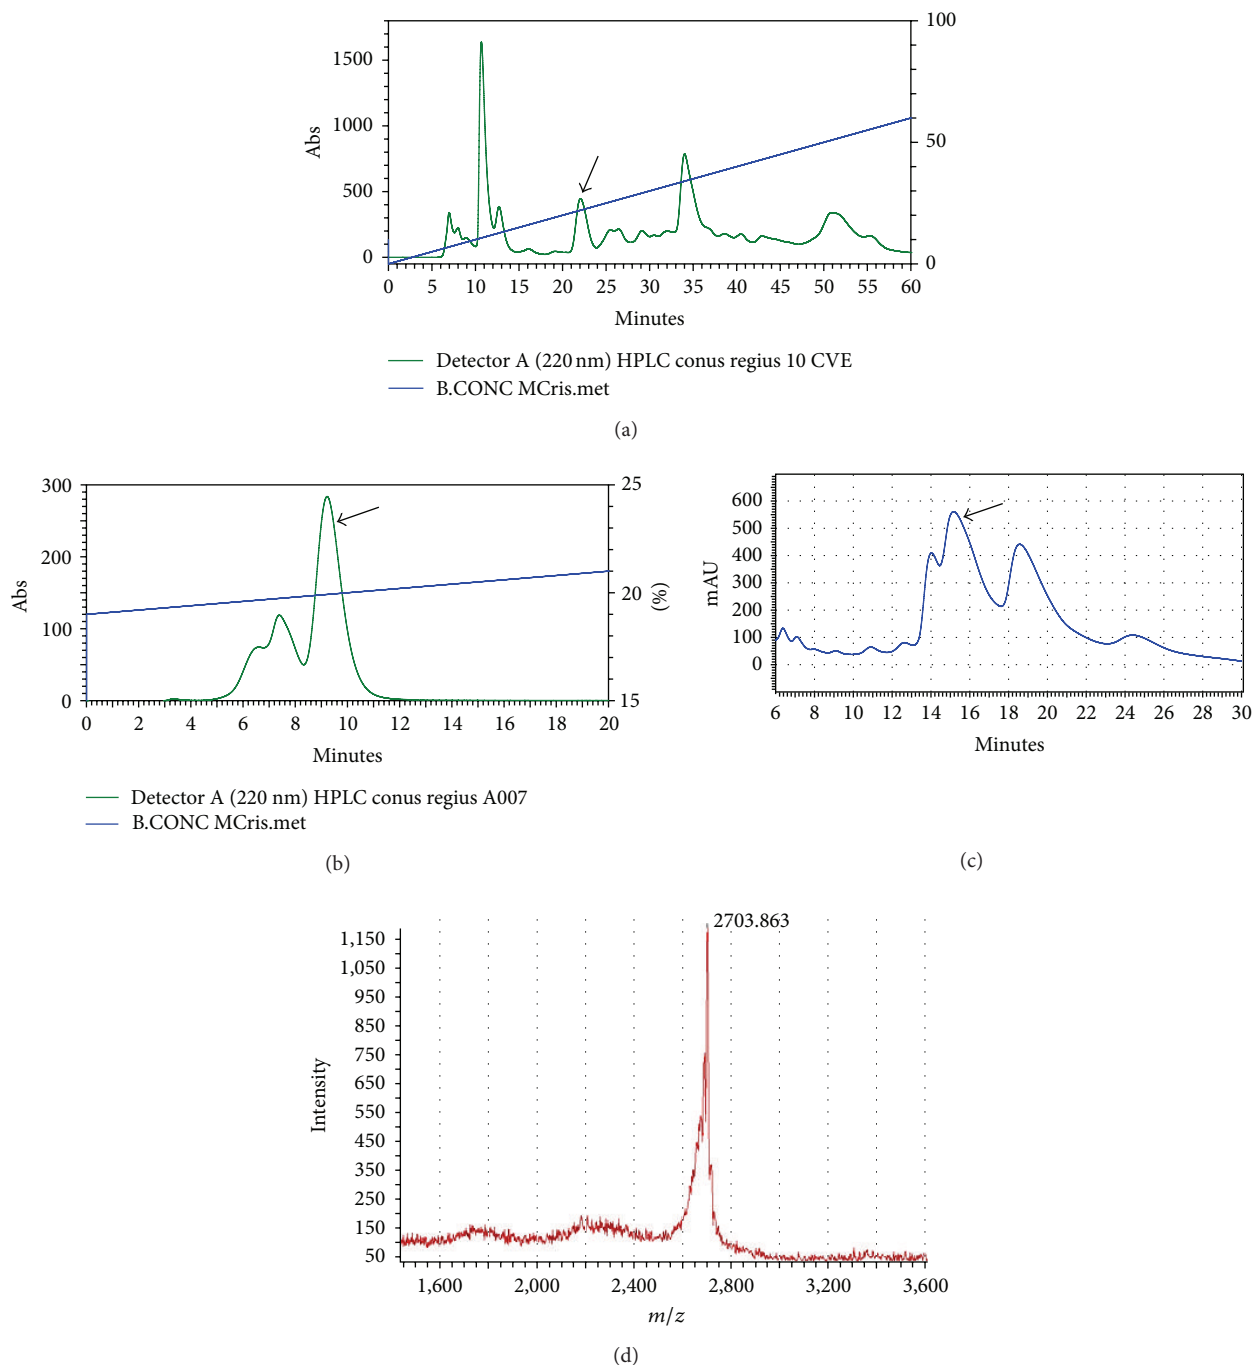 1500
1000
500
0
Abs
100
50
0
0 5 10 15 20 25 30 35 40 45 50 55 60
Minutes
Detector A (220 nm) HPLC conus regius 10 CVE
B.CONC MCris.met
(a)
300
200
100
0
Abs
25
20
15
(%)
0 2 4 6 8 10 12 14 16 18 20
Minutes
Detector A (220 nm) HPLC conus regius A007
B.CONC MCris.met
(b)
600
500
400
300
200
100
0
mAU
6 8 10 12 14 16 18 20 22 24 26 28 30
Minutes
(c)
2703.863
1,150
1,050
950
850
750
650
550
450
350
250
150
50
Intensity
1,600 2,000 2,400 2,800 3,200 3,600
m/z
(d)